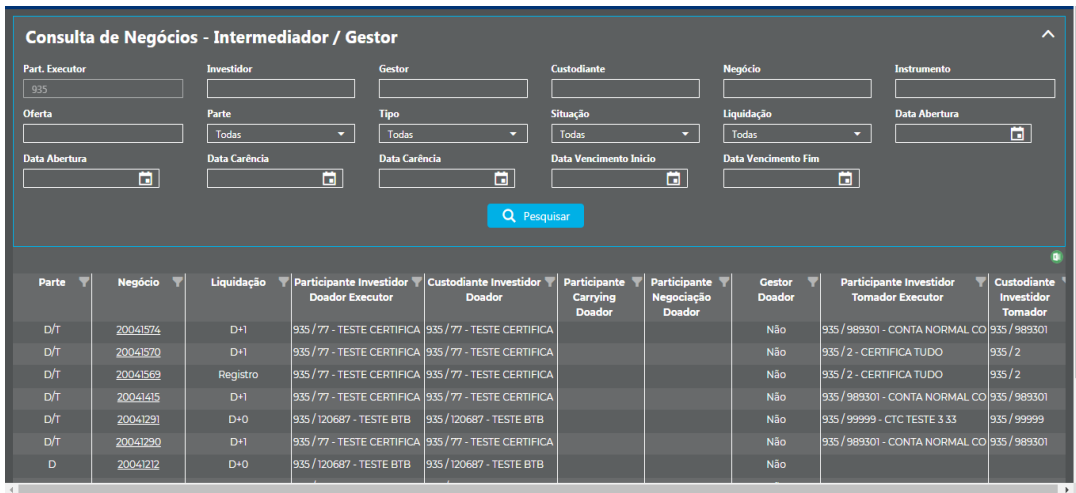 Consulta de Negócios - Intermediador / Gestor
Part. Executor Investidor Gestor Custodiante Negócio Instrumento
935
Oferta Parte Tipo Situação Liquidação Data Abertura
Todas Todas Todas Todas
Data Abertura Data Carência Data Carência Data Vencimento Inicio Data Vencimento Fim
Pesquisar
Parte Negócio Liquidação Participante Investidor Custodiante Investidor Participante Participante Gestor Participante Investidor Custodiante
Doador Executor Doador Carrying Negociação Doador Tomador Executor Investidor
Doador Doador Tomador
D/T 20041574 D+1 935 / 77 - TESTE CERTIFICA 935 / 77 - TESTE CERTIFICA Não 935 / 989301 - CONTA NORMAL CO 935 / 989301
D/T 20041570 D+1 935 / 77 - TESTE CERTIFICA 935 / 77 - TESTE CERTIFICA Não 935 / 2 - CERTIFICA TUDO 935 / 2
D/T 20041569 Registro 935 / 77 - TESTE CERTIFICA 935 / 77 - TESTE CERTIFICA Não 935 / 2 - CERTIFICA TUDO 935 / 2
D/T 20041415 D+1 935 / 77 - TESTE CERTIFICA 935 / 77 - TESTE CERTIFICA Não 935 / 989301 - CONTA NORMAL CO 935 / 989301
D/T 20041291 D+0 935 / 120687 - TESTE BTB 935 / 120687 - TESTE BTB Não 935 / 99999 - CTC TESTE 3 33 935 / 99999
D/T 20041290 D+1 935 / 77 - TESTE CERTIFICA 935 / 77 - TESTE CERTIFICA Não 935 / 989301 - CONTA NORMAL CO 935 / 989301
D 20041212 D+0 935 / 120687 - TESTE BTB 935 / 120687 - TESTE BTB Não